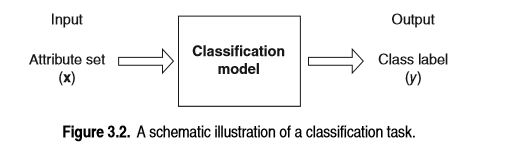 Input
Output
Attribute set
(x)
Classification
model
Class label
(y)
Figure 3.2. A schematic illustration of a classification task.